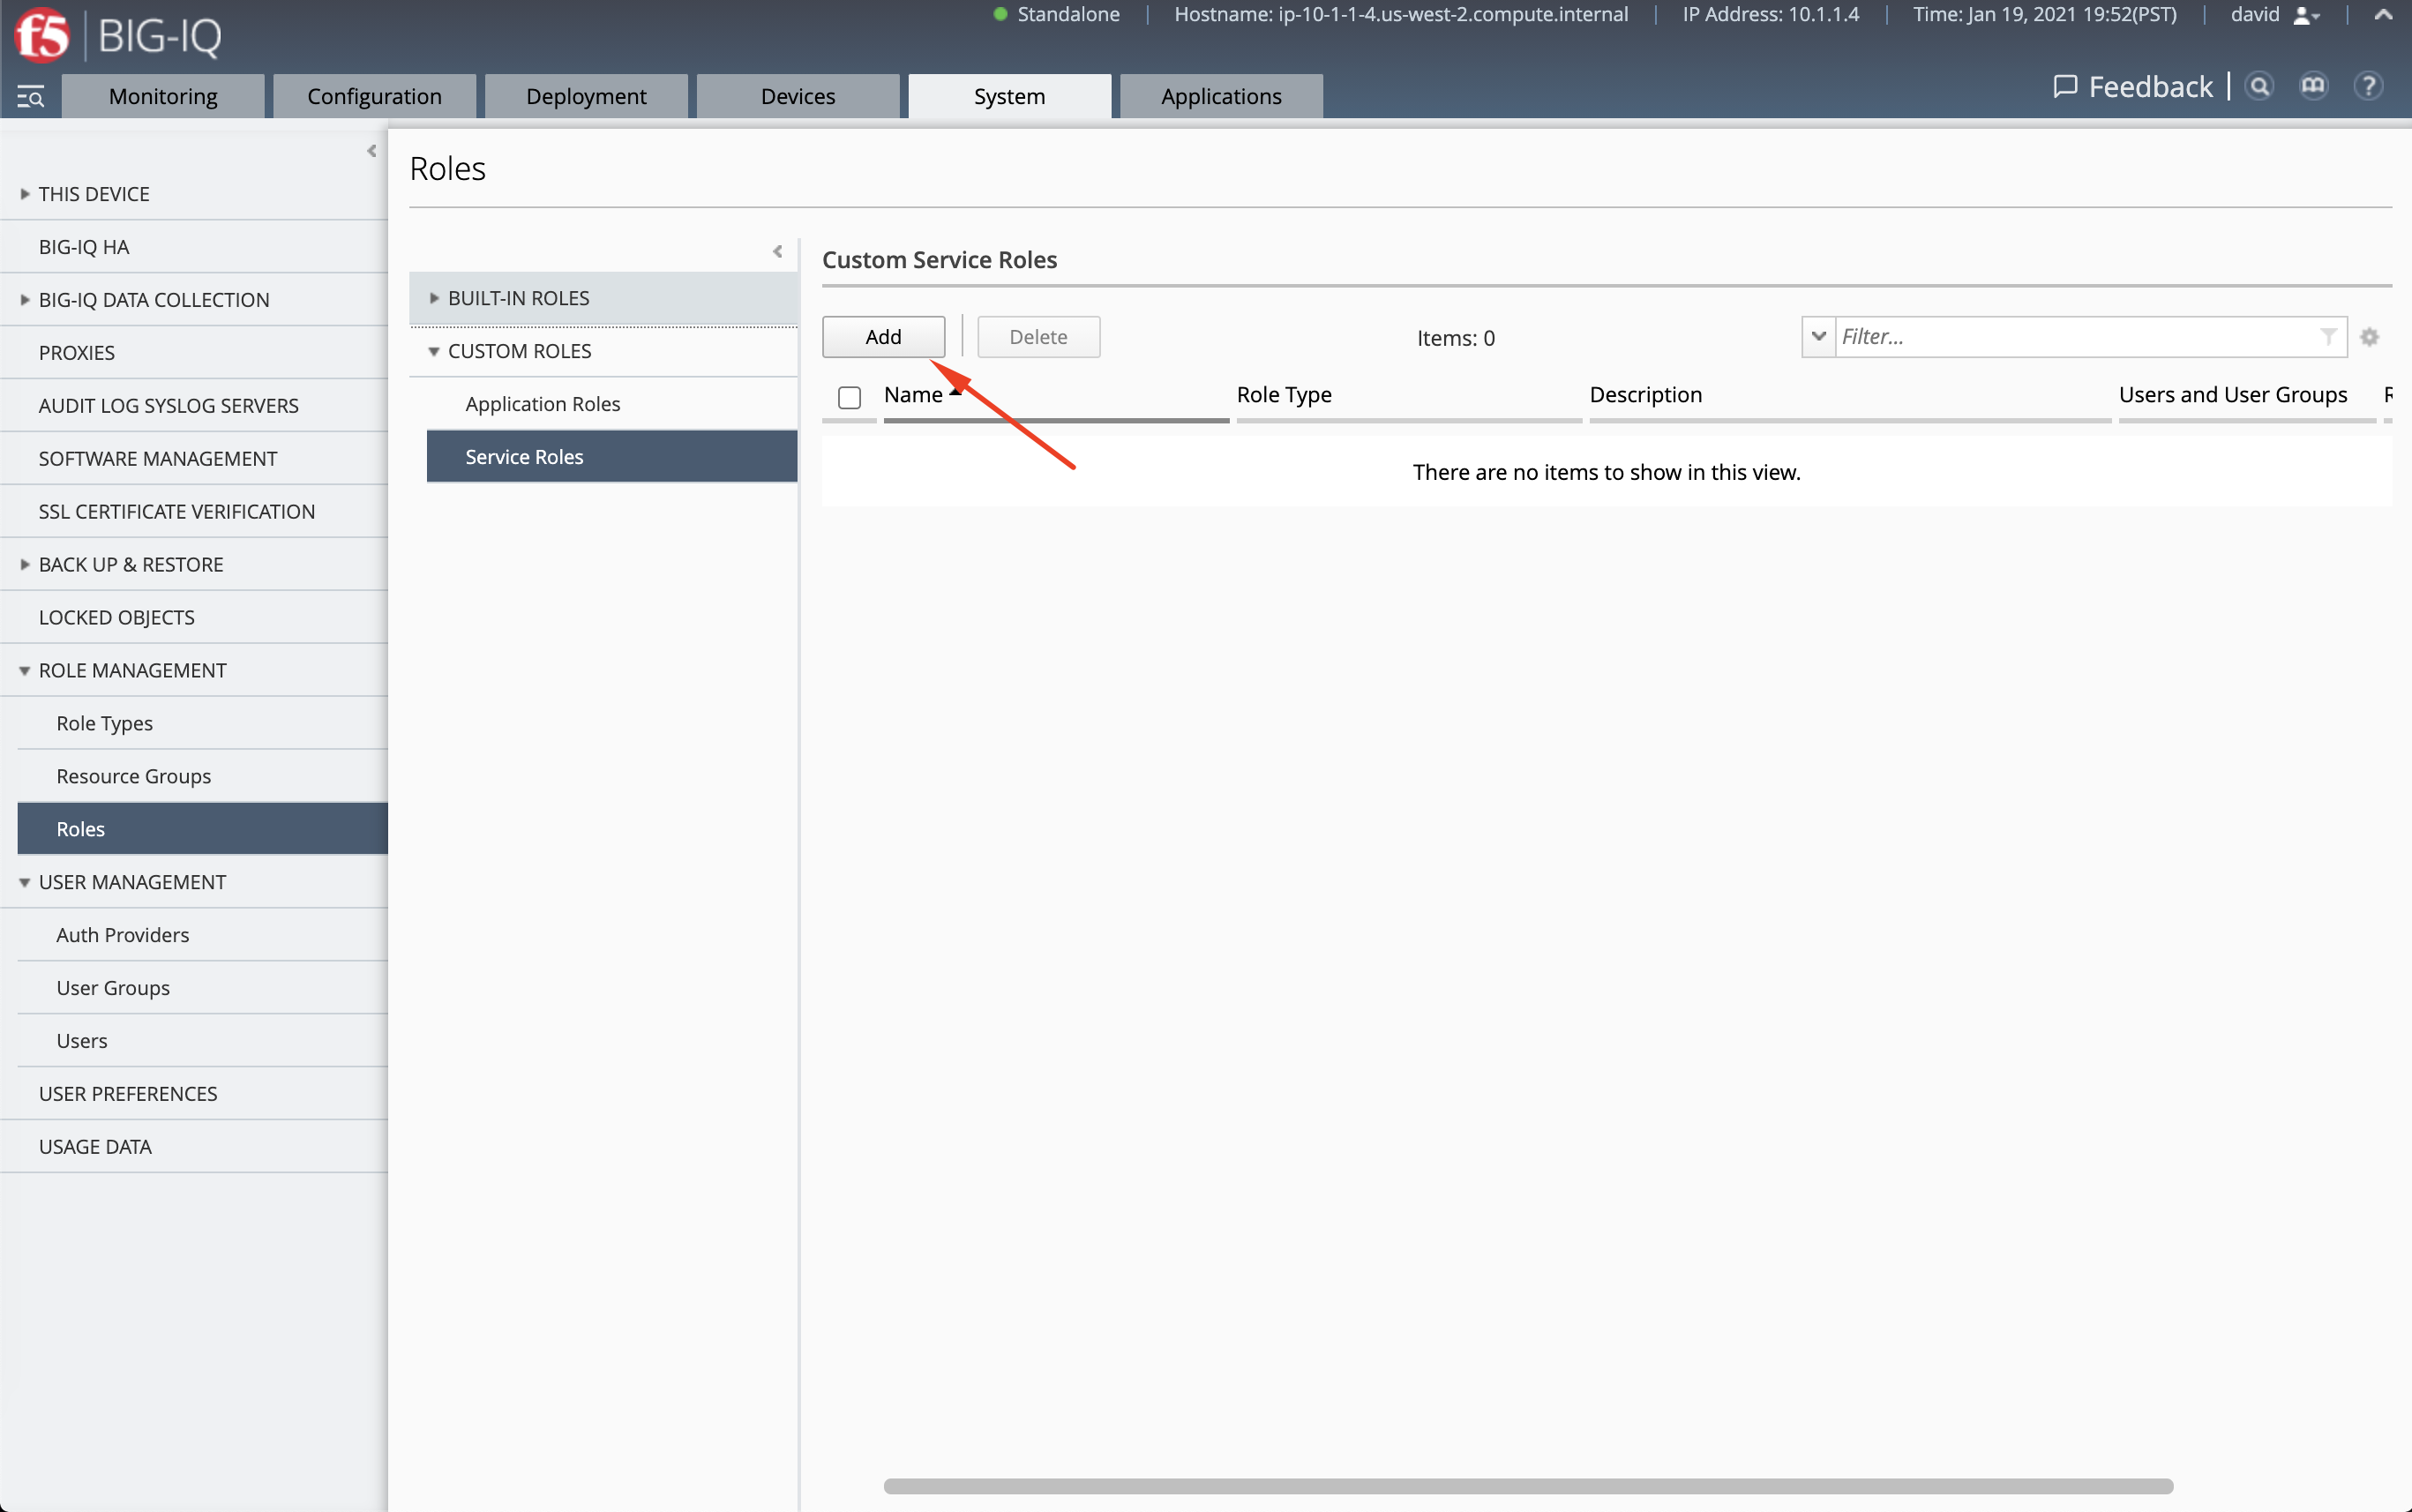 Standalone
Hostname: ip-10-1-1-4.us-west-2.compute.internal
IP Address: 10.1.1.4
Time: Jan 19, 2021 19:52(PST)
david
f5 BIG-IQ
Monitoring
Configuration
Deployment
Devices
System
Applications
Feedback
?
THIS DEVICE
BIG-IQ HA
BIG-IQ DATA COLLECTION
PROXIES
AUDIT LOG SYSLOG SERVERS
SOFTWARE MANAGEMENT
SSL CERTIFICATE VERIFICATION
BACK UP & RESTORE
LOCKED OBJECTS
ROLE MANAGEMENT
Role Types
Resource Groups
Roles
USER MANAGEMENT
Auth Providers
User Groups
Users
USER PREFERENCES
USAGE DATA
Roles
BUILT-IN ROLES
CUSTOM ROLES
Application Roles
Service Roles
Custom Service Roles
Add
Delete
Items: 0
Filter...
Name
Role Type
Description
Users and User Groups
There are no items to show in this view.